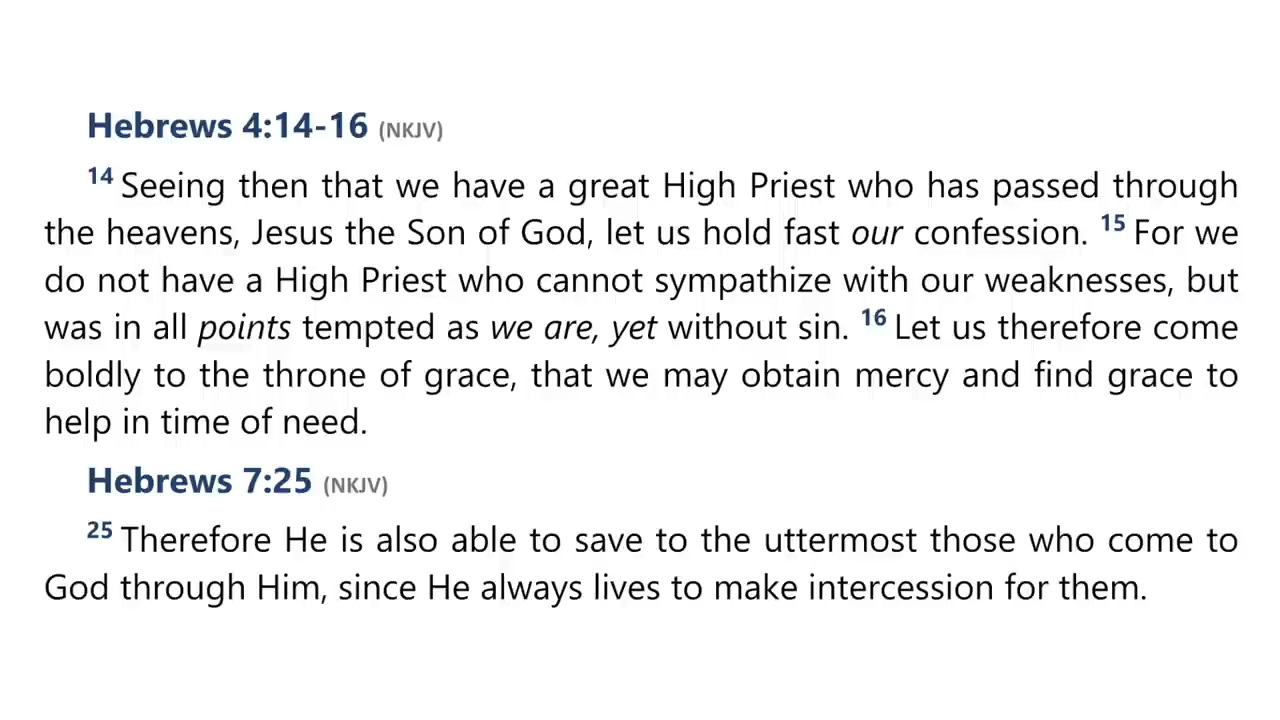 Hebrews 4:14-16 (NKJV)
14 Seeing then that we have a great High Priest who has passed through
the heavens, Jesus the Son of God, let us hold fast our confession. 15 For we
do not have a High Priest who cannot sympathize with our weaknesses, but
was in all points tempted as we are, yet without sin. 16 Let us therefore come
boldly to the throne of grace, that we may obtain mercy and find grace to
help in time of need.
Hebrews 7:25 (NKJV)
25 Therefore He is also able to save to the uttermost those who come to
God through Him, since He always lives to make intercession for them.